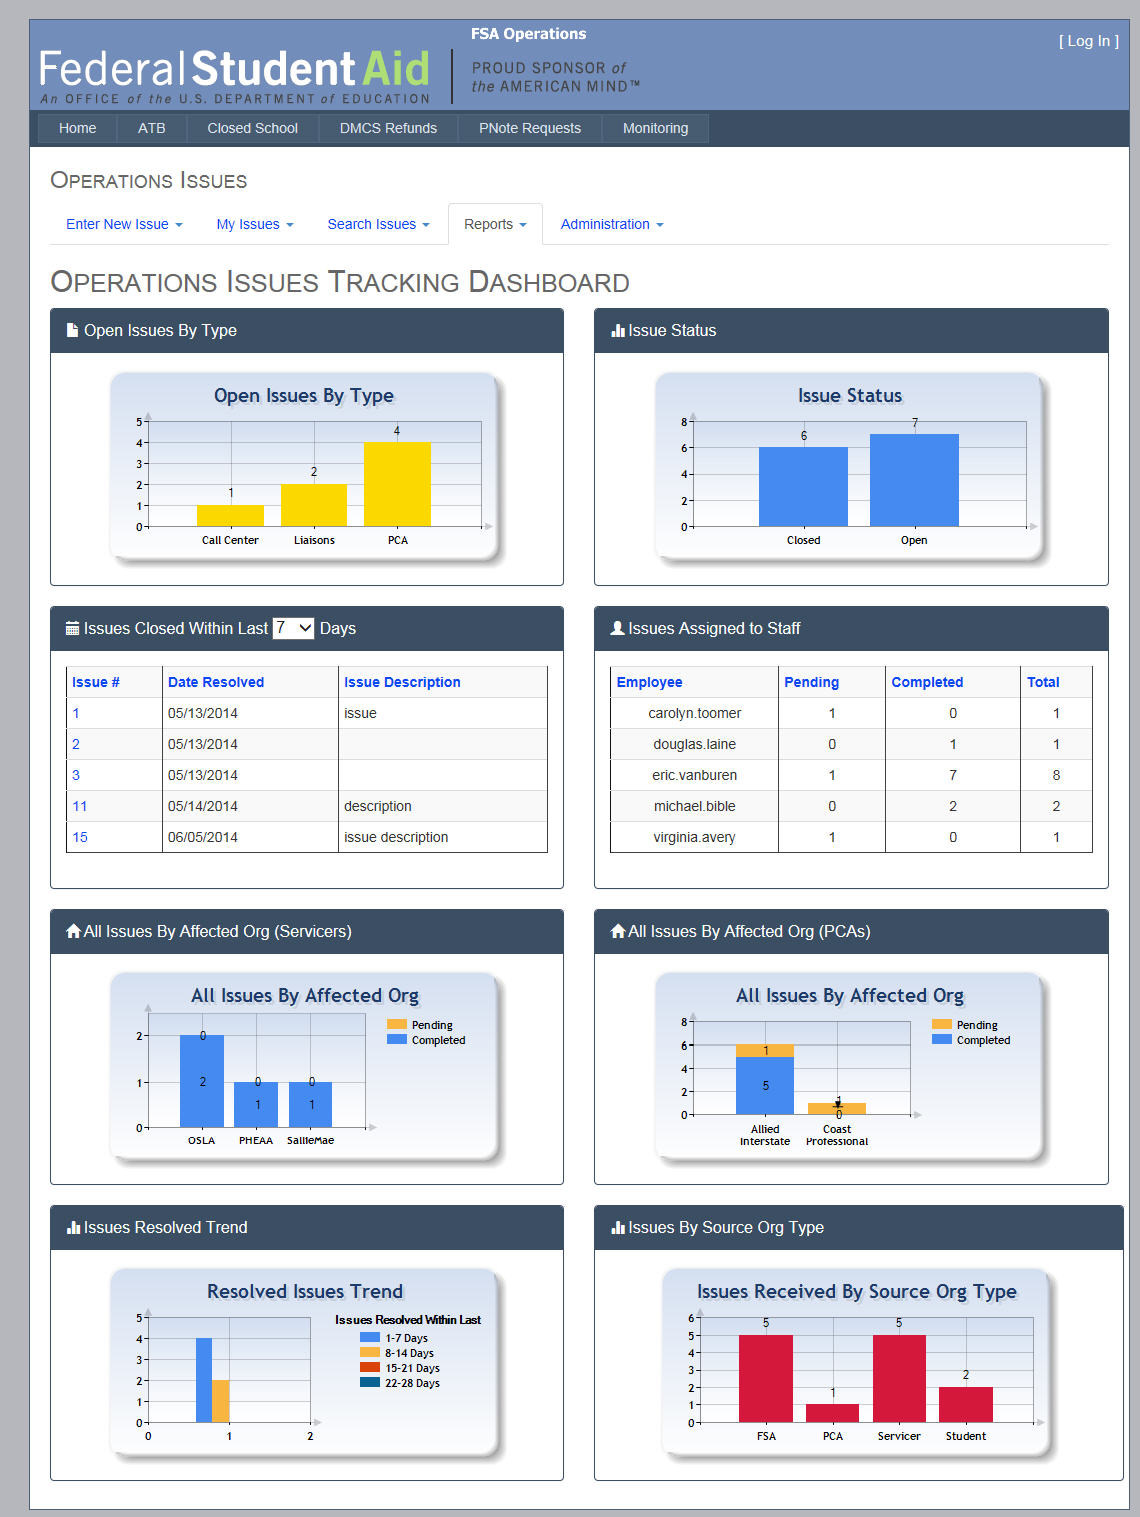 FSA Operations
[ Log In ]
Federal Student Aid
An OFFICE of the U.S. DEPARTMENT of EDUCATION
PROUD SPONSOR of
the AMERICAN MIND™
Home ATB Closed School DMCS Refunds PNote Requests Monitoring
OPERATIONS ISSUES
Enter New Issue My Issues Search Issues Reports Administration
OPERATIONS ISSUES TRACKING DASHBOARD
Open Issues By Type
Open Issues By Type
5
4
3
2
1
0
1
2
4
Call Center Liaisons PCA
Issue Status
Issue Status
8
6
4
2
0
6
7
Closed Open
Issues Closed Within Last 7 Days
Issue # Date Resolved Issue Description
1 05/13/2014 issue
2 05/13/2014
3 05/13/2014
11 05/14/2014 description
15 06/05/2014 issue description
Issues Assigned to Staff
Employee Pending Completed Total
carolyn.toomer 1 0 1
douglas.laine 0 1 1
eric.vanburen 1 7 8
michael.bible 0 2 2
virginia.avery 1 0 1
All Issues By Affected Org (Servicers)
All Issues By Affected Org
Pending
Completed
2
1
0
0
2
0
1
0
1
OSLA PHEAA SallieMae
All Issues By Affected Org (PCAs)
All Issues By Affected Org
Pending
Completed
8
6
4
2
0
1
5
1
0
Allied Interstate
Coast Professional
Issues Resolved Trend
Resolved Issues Trend
Issues Resolved Within Last
1-7 Days
8-14 Days
15-21 Days
22-28 Days
5
4
3
2
1
0
0 1 2
Issues By Source Org Type
Issues Received By Source Org Type
6
5
4
3
2
1
0
5
1
5
2
FSA PCA Servicer Student